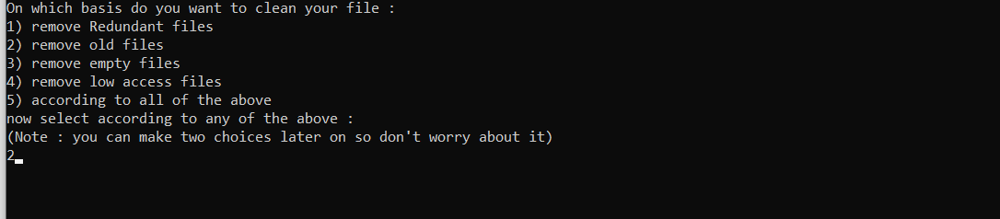 On which basis do you want to clean your file :
1) remove Redundant files
2) remove old files
3) remove empty files
4) remove low access files
5) according to all of the above
now select according to any of the above :
(Note : you can make two choices later on so don't worry about it)
2